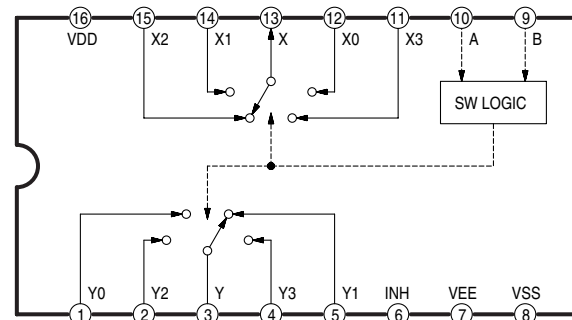 16 15 14 13 12 11 10 9
VDD X2 X1 X X0 X3 A B
SW LOGIC
Y0 Y2 Y Y3 Y1 INH VEE VSS
1 2 3 4 5 6 7 8